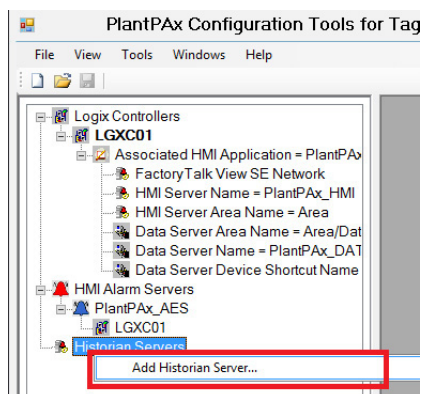 PlantPAx Configuration Tools for Tag
File View Tools Windows Help
Logix Controllers
LGXC01
Associated HMI Application = PlantPAx
FactoryTalk View SE Network
HMI Server Name = PlantPAx_HMI
HMI Server Area Name = Area
Data Server Area Name = Area/Dat
Data Server Name = PlantPAx_DAT
Data Server Device Shortcut Name
HMI Alarm Servers
PlantPAx_AES
LGXC01
Historian Servers
Add Historian Server...